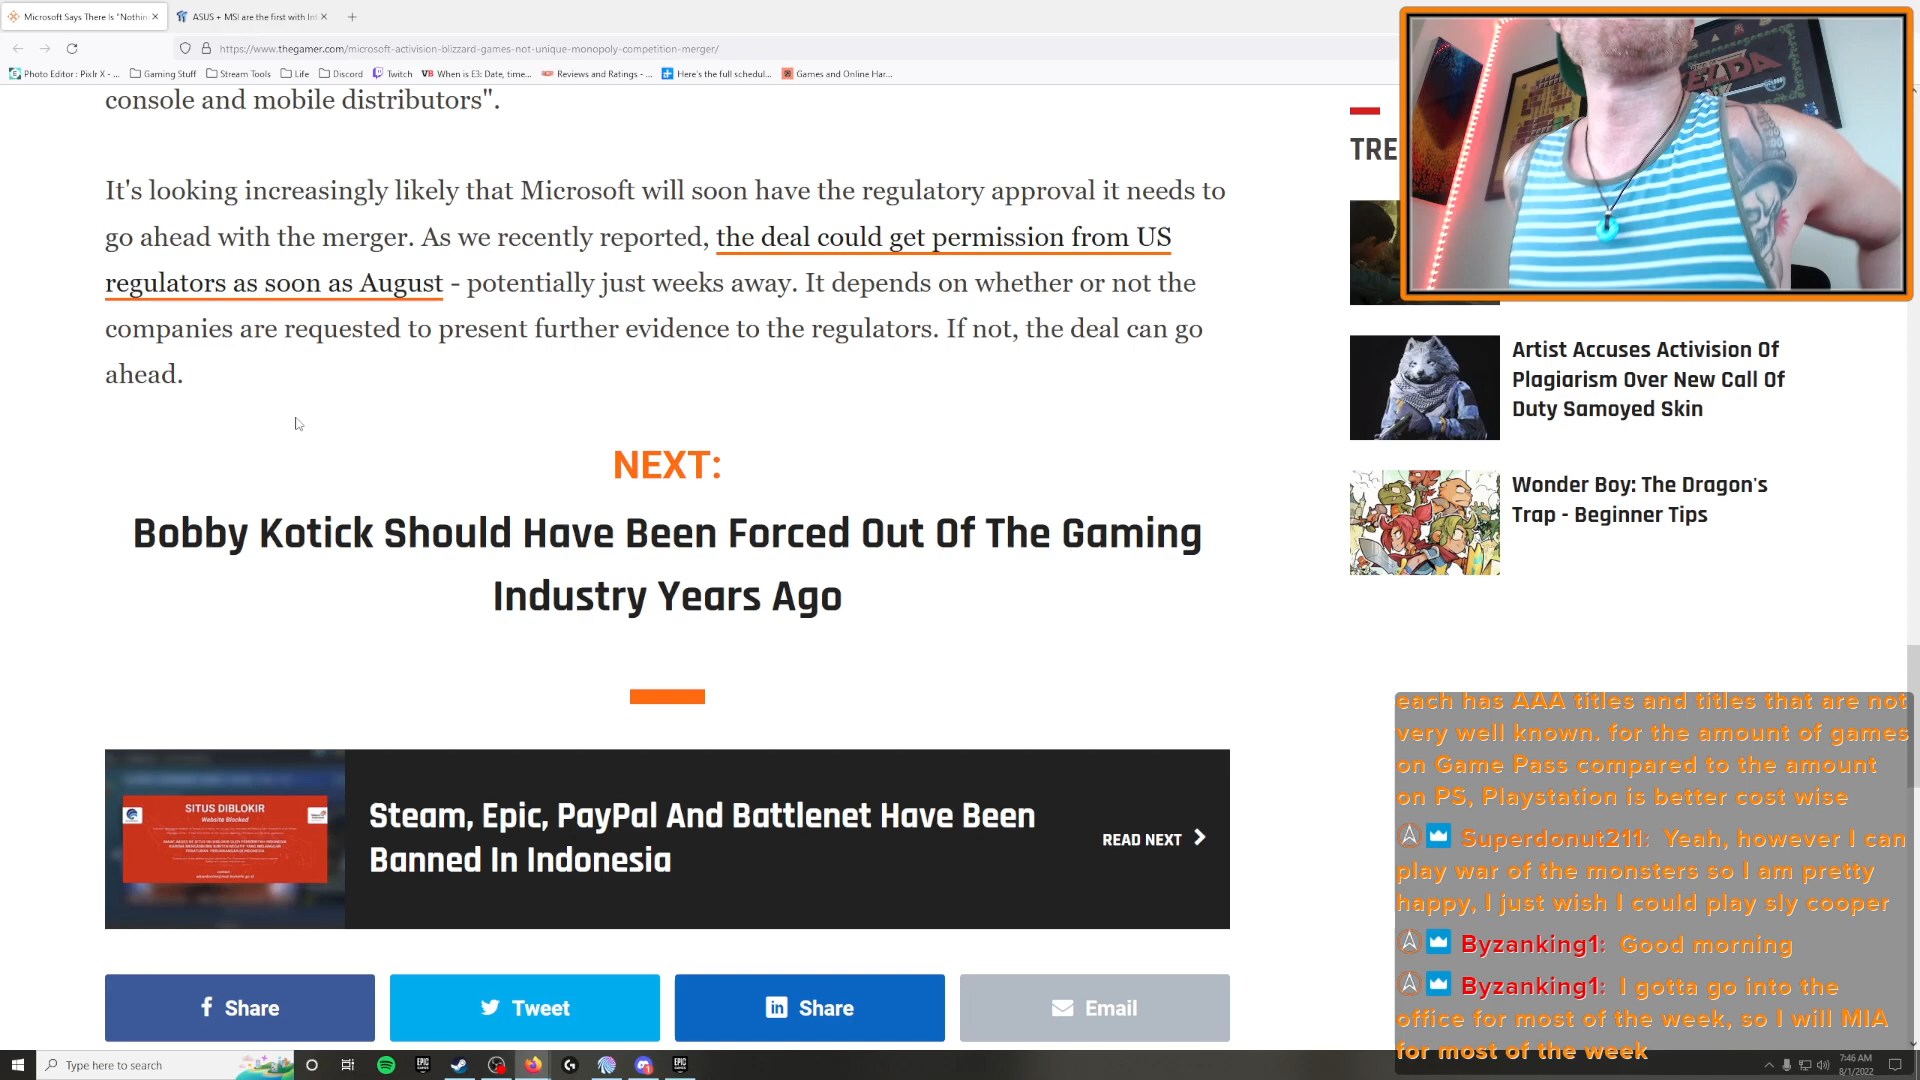 Microsoft Says There Is "Nothin
ASUS + MSI are the first with Int
https://www.thegamer.com/microsoft-activision-blizzard-games-not-unique-monopoly-competition-merger/
Photo Editor : Pixlr X - ...
Gaming Stuff
Stream Tools
Life
Discord
Twitch
VB When is E3: Date, time...
Reviews and Ratings - ...
Here's the full schedul...
Games and Online Har...
console and mobile distributors".
It's looking increasingly likely that Microsoft will soon have the regulatory approval it needs to
go ahead with the merger. As we recently reported, the deal could get permission from US
regulators as soon as August - potentially just weeks away. It depends on whether or not the
companies are requested to present further evidence to the regulators. If not, the deal can go
ahead.
NEXT:
Bobby Kotick Should Have Been Forced Out Of The Gaming
Industry Years Ago
SITUS DIBLOKIR
Website Blocked
Steam, Epic, PayPal And Battlenet Have Been
Banned In Indonesia
READ NEXT
Share
Tweet
Share
Email
TRE
ZELDA
Artist Accuses Activision Of
Plagiarism Over New Call Of
Duty Samoyed Skin
Wonder Boy: The Dragon's
Trap - Beginner Tips
each has AAA titles and titles that are not
very well known. for the amount of games
on Game Pass compared to the amount
on PS, Playstation is better cost wise
Superdonut211: Yeah, however I can
play war of the monsters so I am pretty
happy, I just wish I could play sly cooper
Byzanking1: Good morning
Byzanking1: I gotta go into the
office for most of the week, so I will MIA
for most of the week
Type here to search
EPIC GAMES
EPIC GAMES
7:46 AM
8/1/2022